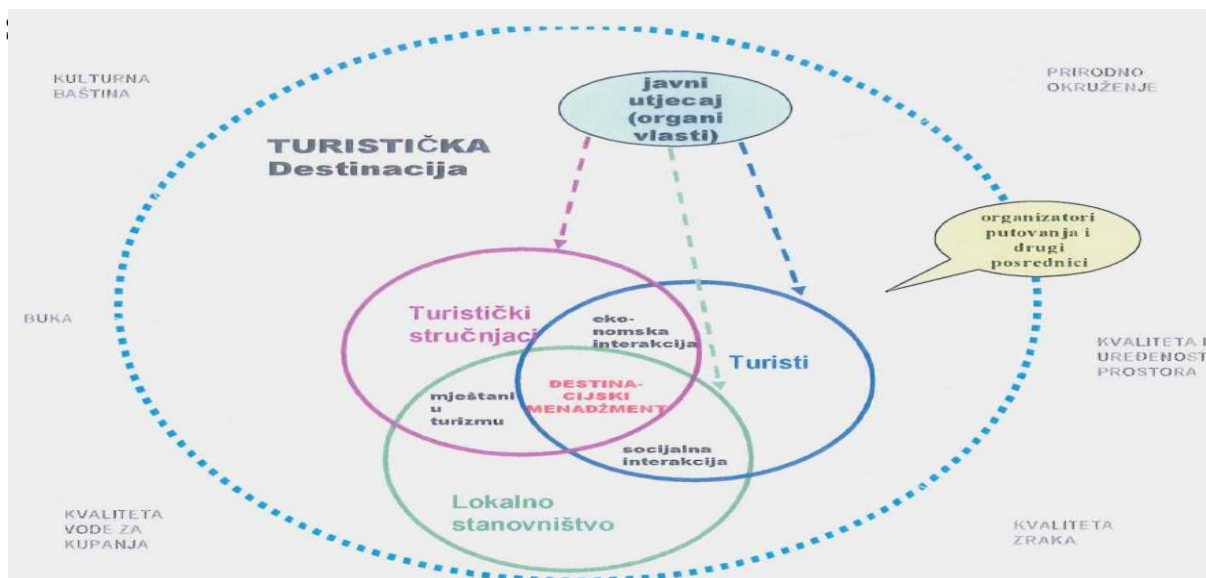 KULTURNA
BAŠTINA
javni
utjecaj
(organi
vlasti)
PRIRODNO
OKRUŽENJE
TURISTIČKA
Destinacija
organizatori
putovanja i
drugi
posrednici
BUKA
Turistički
stručnjaci
eko-
nomska
interakcija
Turisti
KVALITETA I
UREĐENOST
PROSTORA
DESTINA-
CIJSKI
MENADŽMENT
mještani
u
turizmu
socijalna
interakcija
Lokalno
stanovništvo
KVALITETA
VODE ZA
KUPANJA
KVALITETA
ZRAKA